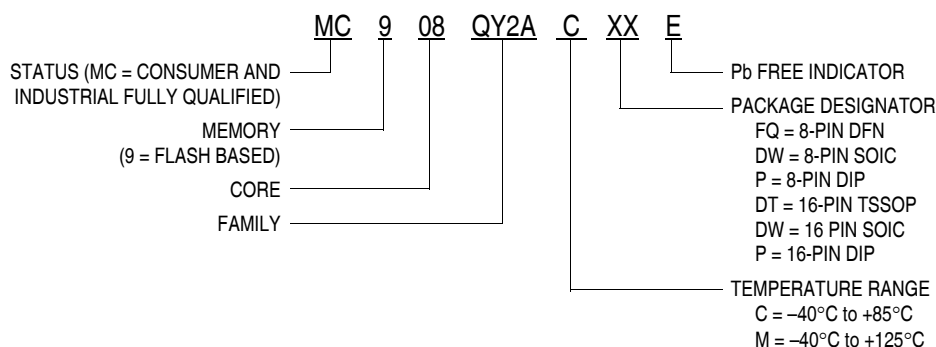 MC 9 08 QY2A C XX E
STATUS (MC = CONSUMER AND
INDUSTRIAL FULLY QUALIFIED)
MEMORY
(9 = FLASH BASED)
CORE
FAMILY
Pb FREE INDICATOR
PACKAGE DESIGNATOR
FQ = 8-PIN DFN
DW = 8-PIN SOIC
P = 8-PIN DIP
DT = 16-PIN TSSOP
DW = 16 PIN SOIC
P = 16-PIN DIP
TEMPERATURE RANGE
C = –40°C to +85°C
M = –40°C to +125°C